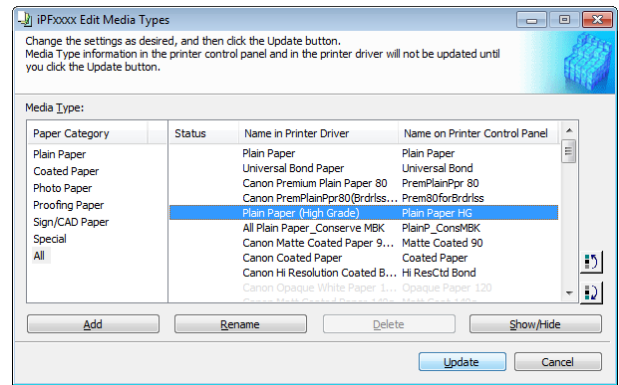 iPFxxxx Edit Media Types
Change the settings as desired, and then click the Update button.
Media Type information in the printer control panel and in the printer driver will not be updated until
you click the Update button.
Media Type:
Paper Category Status Name in Printer Driver Name on Printer Control Panel
Plain Paper
Coated Paper
Photo Paper
Proofing Paper
Sign/CAD Paper
Special
All
Plain Paper Plain Paper
Universal Bond Paper Universal Bond
Canon Premium Plain Paper 80 PremPlainPpr 80
Canon PremPlainPpr80(Brdrlss... Prem80forBrdrlss
Plain Paper (High Grade) Plain Paper HG
All Plain Paper_Conserve MBK PlainP_ConsMBK
Canon Matte Coated Paper 9... Matte Coated 90
Canon Coated Paper Coated Paper
Canon Hi Resolution Coated B... Hi ResCtd Bond
Canon Opaque White Paper 1... Opaque Paper 120
Add Rename Delete Show/Hide
Update Cancel